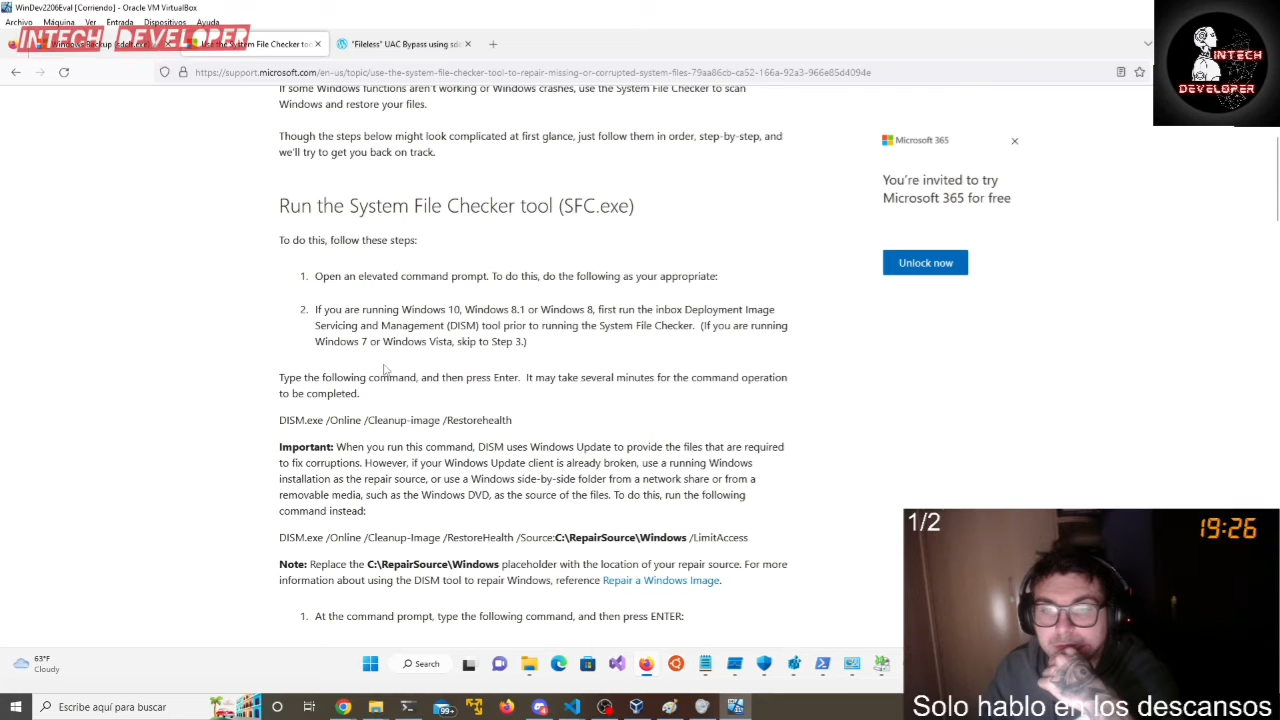 WinDev2206Eval [Corriendo] - Oracle VM VirtualBox
Archivo Máquina Ver Entrada Dispositivos Ayuda
INTECH DEVELOPER
Windows Backup (sdclt.exe)
Use the System File Checker too
"Fileless" UAC Bypass using sdc
https://support.microsoft.com/en-us/topic/use-the-system-file-checker-tool-to-repair-missing-or-corrupted-system-files-79aa86cb-ca52-166a-92a3-966e85d4094e
INTECH
DEVELOPER
If some Windows functions aren't working or Windows crashes, use the System File Checker to scan
Windows and restore your files.
Though the steps below might look complicated at first glance, just follow them in order, step-by-step, and
we'll try to get you back on track.
Microsoft 365
You're invited to try
Microsoft 365 for free
Unlock now
Run the System File Checker tool (SFC.exe)
To do this, follow these steps:
1. Open an elevated command prompt. To do this, do the following as your appropriate:
2. If you are running Windows 10, Windows 8.1 or Windows 8, first run the inbox Deployment Image
Servicing and Management (DISM) tool prior to running the System File Checker. (If you are running
Windows 7 or Windows Vista, skip to Step 3.)
Type the following command, and then press Enter. It may take several minutes for the command operation
to be completed.
DISM.exe /Online /Cleanup-image /Restorehealth
Important: When you run this command, DISM uses Windows Update to provide the files that are required
to fix corruptions. However, if your Windows Update client is already broken, use a running Windows
installation as the repair source, or use a Windows side-by-side folder from a network share or from a
removable media, such as the Windows DVD, as the source of the files. To do this, run the following
command instead:
DISM.exe /Online /Cleanup-Image /RestoreHealth /Source:C:\RepairSource\Windows /LimitAccess
Note: Replace the C:\RepairSource\Windows placeholder with the location of your repair source. For more
information about using the DISM tool to repair Windows, reference Repair a Windows Image.
1. At the command prompt, type the following command, and then press ENTER:
1/2
19:26
63°F
Cloudy
Search
Escribe aquí para buscar
99+
Solo hablo en los descansos